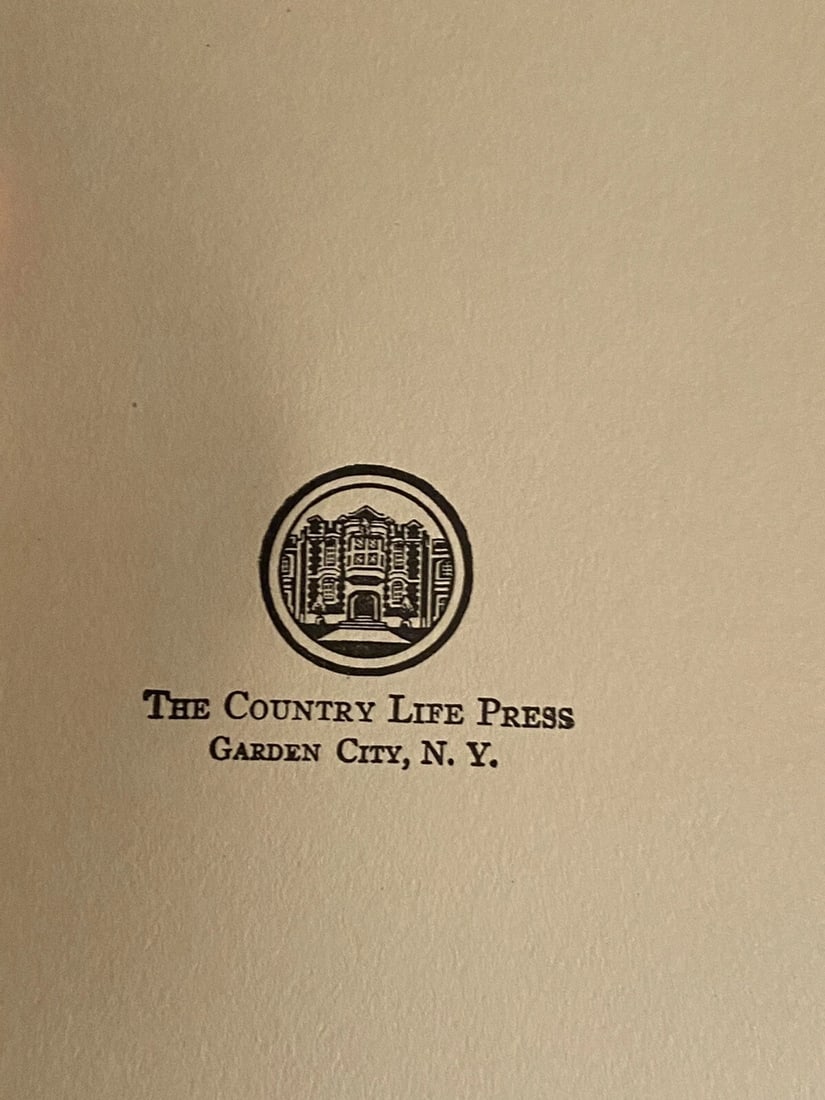 The Country Life Press
Garden City, N. Y.